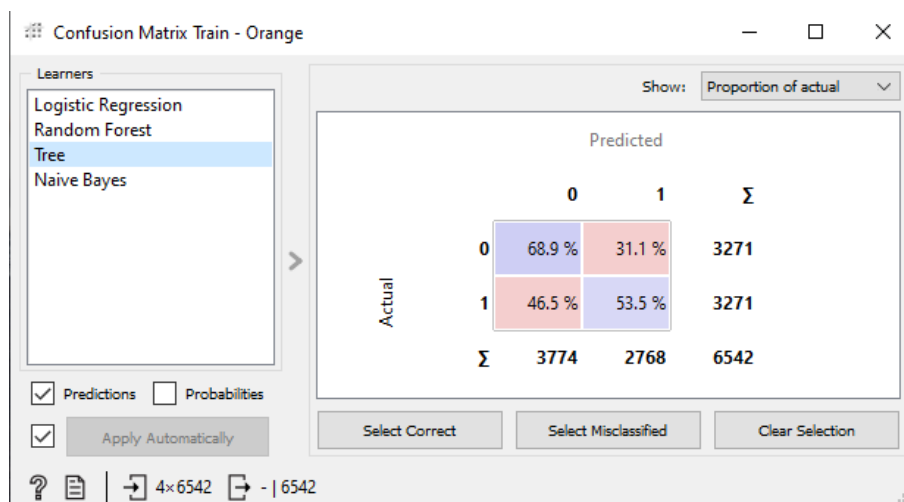 Confusion Matrix Train - Orange
Learners
Logistic Regression
Random Forest
Tree
Naive Bayes
Predictions Probabilities
Apply Automatically
Show: Proportion of actual
Predicted
0 1 Σ
Actual
0 68.9 % 31.1 % 3271
1 46.5 % 53.5 % 3271
Σ 3774 2768 6542
Select Correct Select Misclassified Clear Selection
? 4×6542 - | 6542